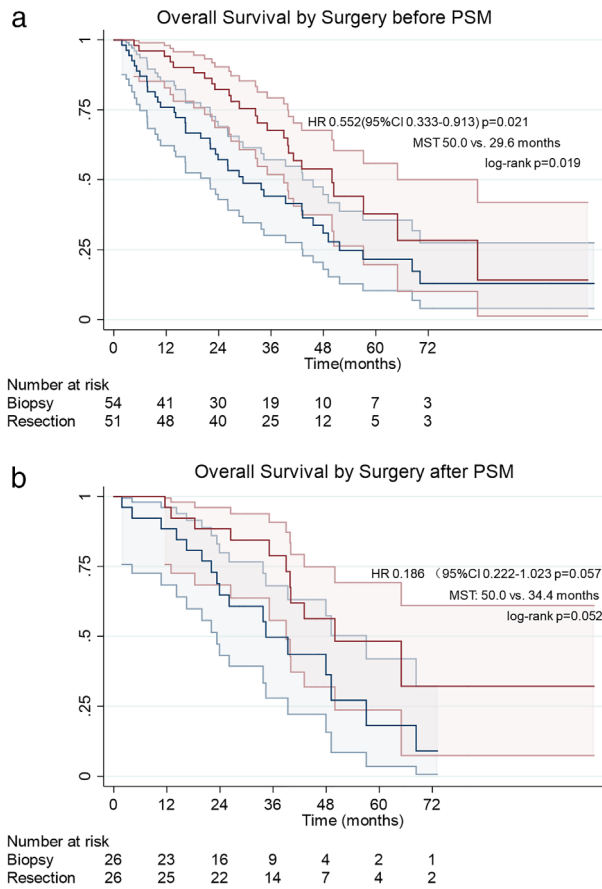 a
Overall Survival by Surgery before PSM
1
.75
.5
.25
0
HR 0.552(95%CI 0.333-0.913) p=0.021
MST 50.0 vs. 29.6 months
log-rank p=0.019
0 12 24 36 48 60 72
Time(months)
Number at risk
Biopsy 54 41 30 19 10 7 3
Resection 51 48 40 25 12 5 3
b
Overall Survival by Surgery after PSM
1
.75
.5
.25
0
HR 0.186 （95%CI 0.222-1.023 p=0.057
MST: 50.0 vs. 34.4 months
log-rank p=0.052
0 12 24 36 48 60 72
Time (months)
Number at risk
Biopsy 26 23 16 9 4 2 1
Resection 26 25 22 14 7 4 2